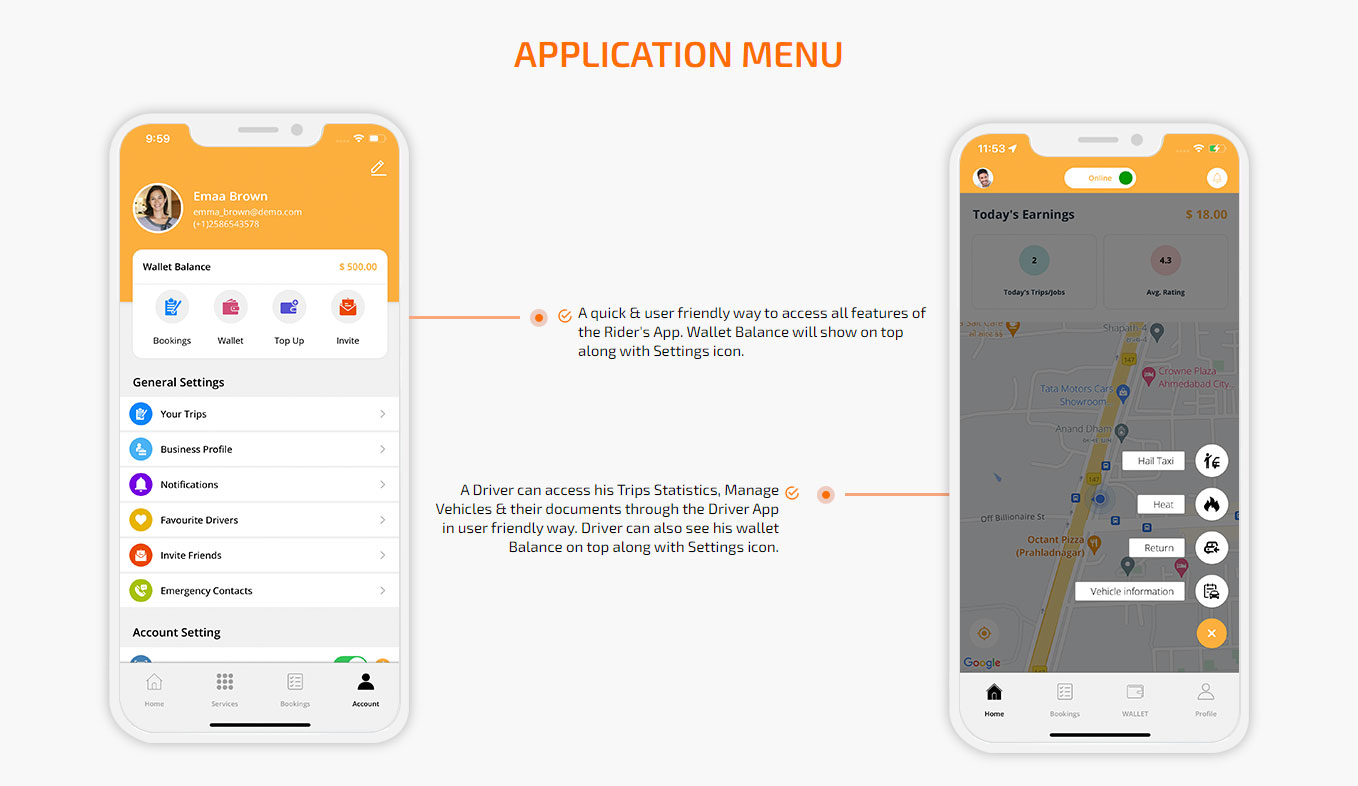 APPLICATION MENU
9:59
Emaa Brown
emma_brown@demo.com
(+1)2586543578
Wallet Balance
$ 500.00
Bookings
Wallet
Top Up
Invite
General Settings
Your Trips
Business Profile
Notifications
Favourite Drivers
Invite Friends
Emergency Contacts
Account Setting
Home
Services
Bookings
Account
A quick & user friendly way to access all features of
the Rider's App. Wallet Balance will show on top
along with Settings icon.
A Driver can access his Trips Statistics, Manage
Vehicles & their documents through the Driver App
in user friendly way. Driver can also see his wallet
Balance on top along with Settings icon.
11:53
Online
Today's Earnings
$ 18.00
2
Today's Trips/Jobs
4.3
Avg. Rating
Shapath-4
147
Crowne Plaza
Ahmedabad City...
Tata Motors Cars
Showroom
Anand Dham
Hail Taxi
147
Heat
Off Billionaire St
Octant Pizza
(Prahladnagar)
Return
Vehicle information
Google
Home
Bookings
WALLET
Profile